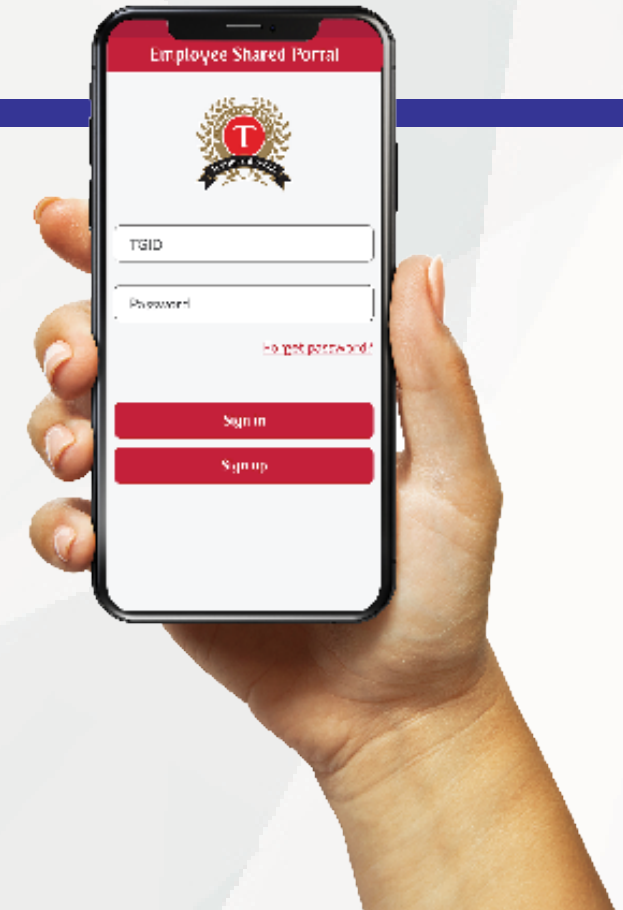 Employee Shared Portal
T
TGID
Password
Forget password?
Sign in
Sign up